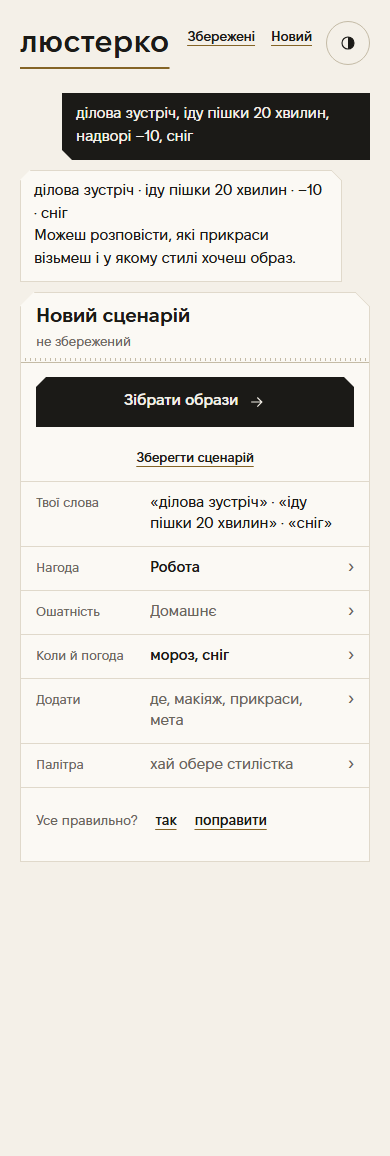 люстерко
Збережені
Новий
ділова зустріч, іду пішки 20 хвилин,
надворі −10, сніг
ділова зустріч · іду пішки 20 хвилин · −10
· сніг
Можеш розповісти, які прикраси
візьмеш і у якому стилі хочеш образ.
Новий сценарій
не збережений
Зібрати образи →
Зберегти сценарій
Твої слова
«ділова зустріч» · «іду
пішки 20 хвилин» · «сніг»
Нагода
Робота
Ошатність
Домашнє
Коли й погода
мороз, сніг
Додати
де, макіяж, прикраси,
мета
Палітра
хай обере стилістка
Усе правильно?
так
поправити